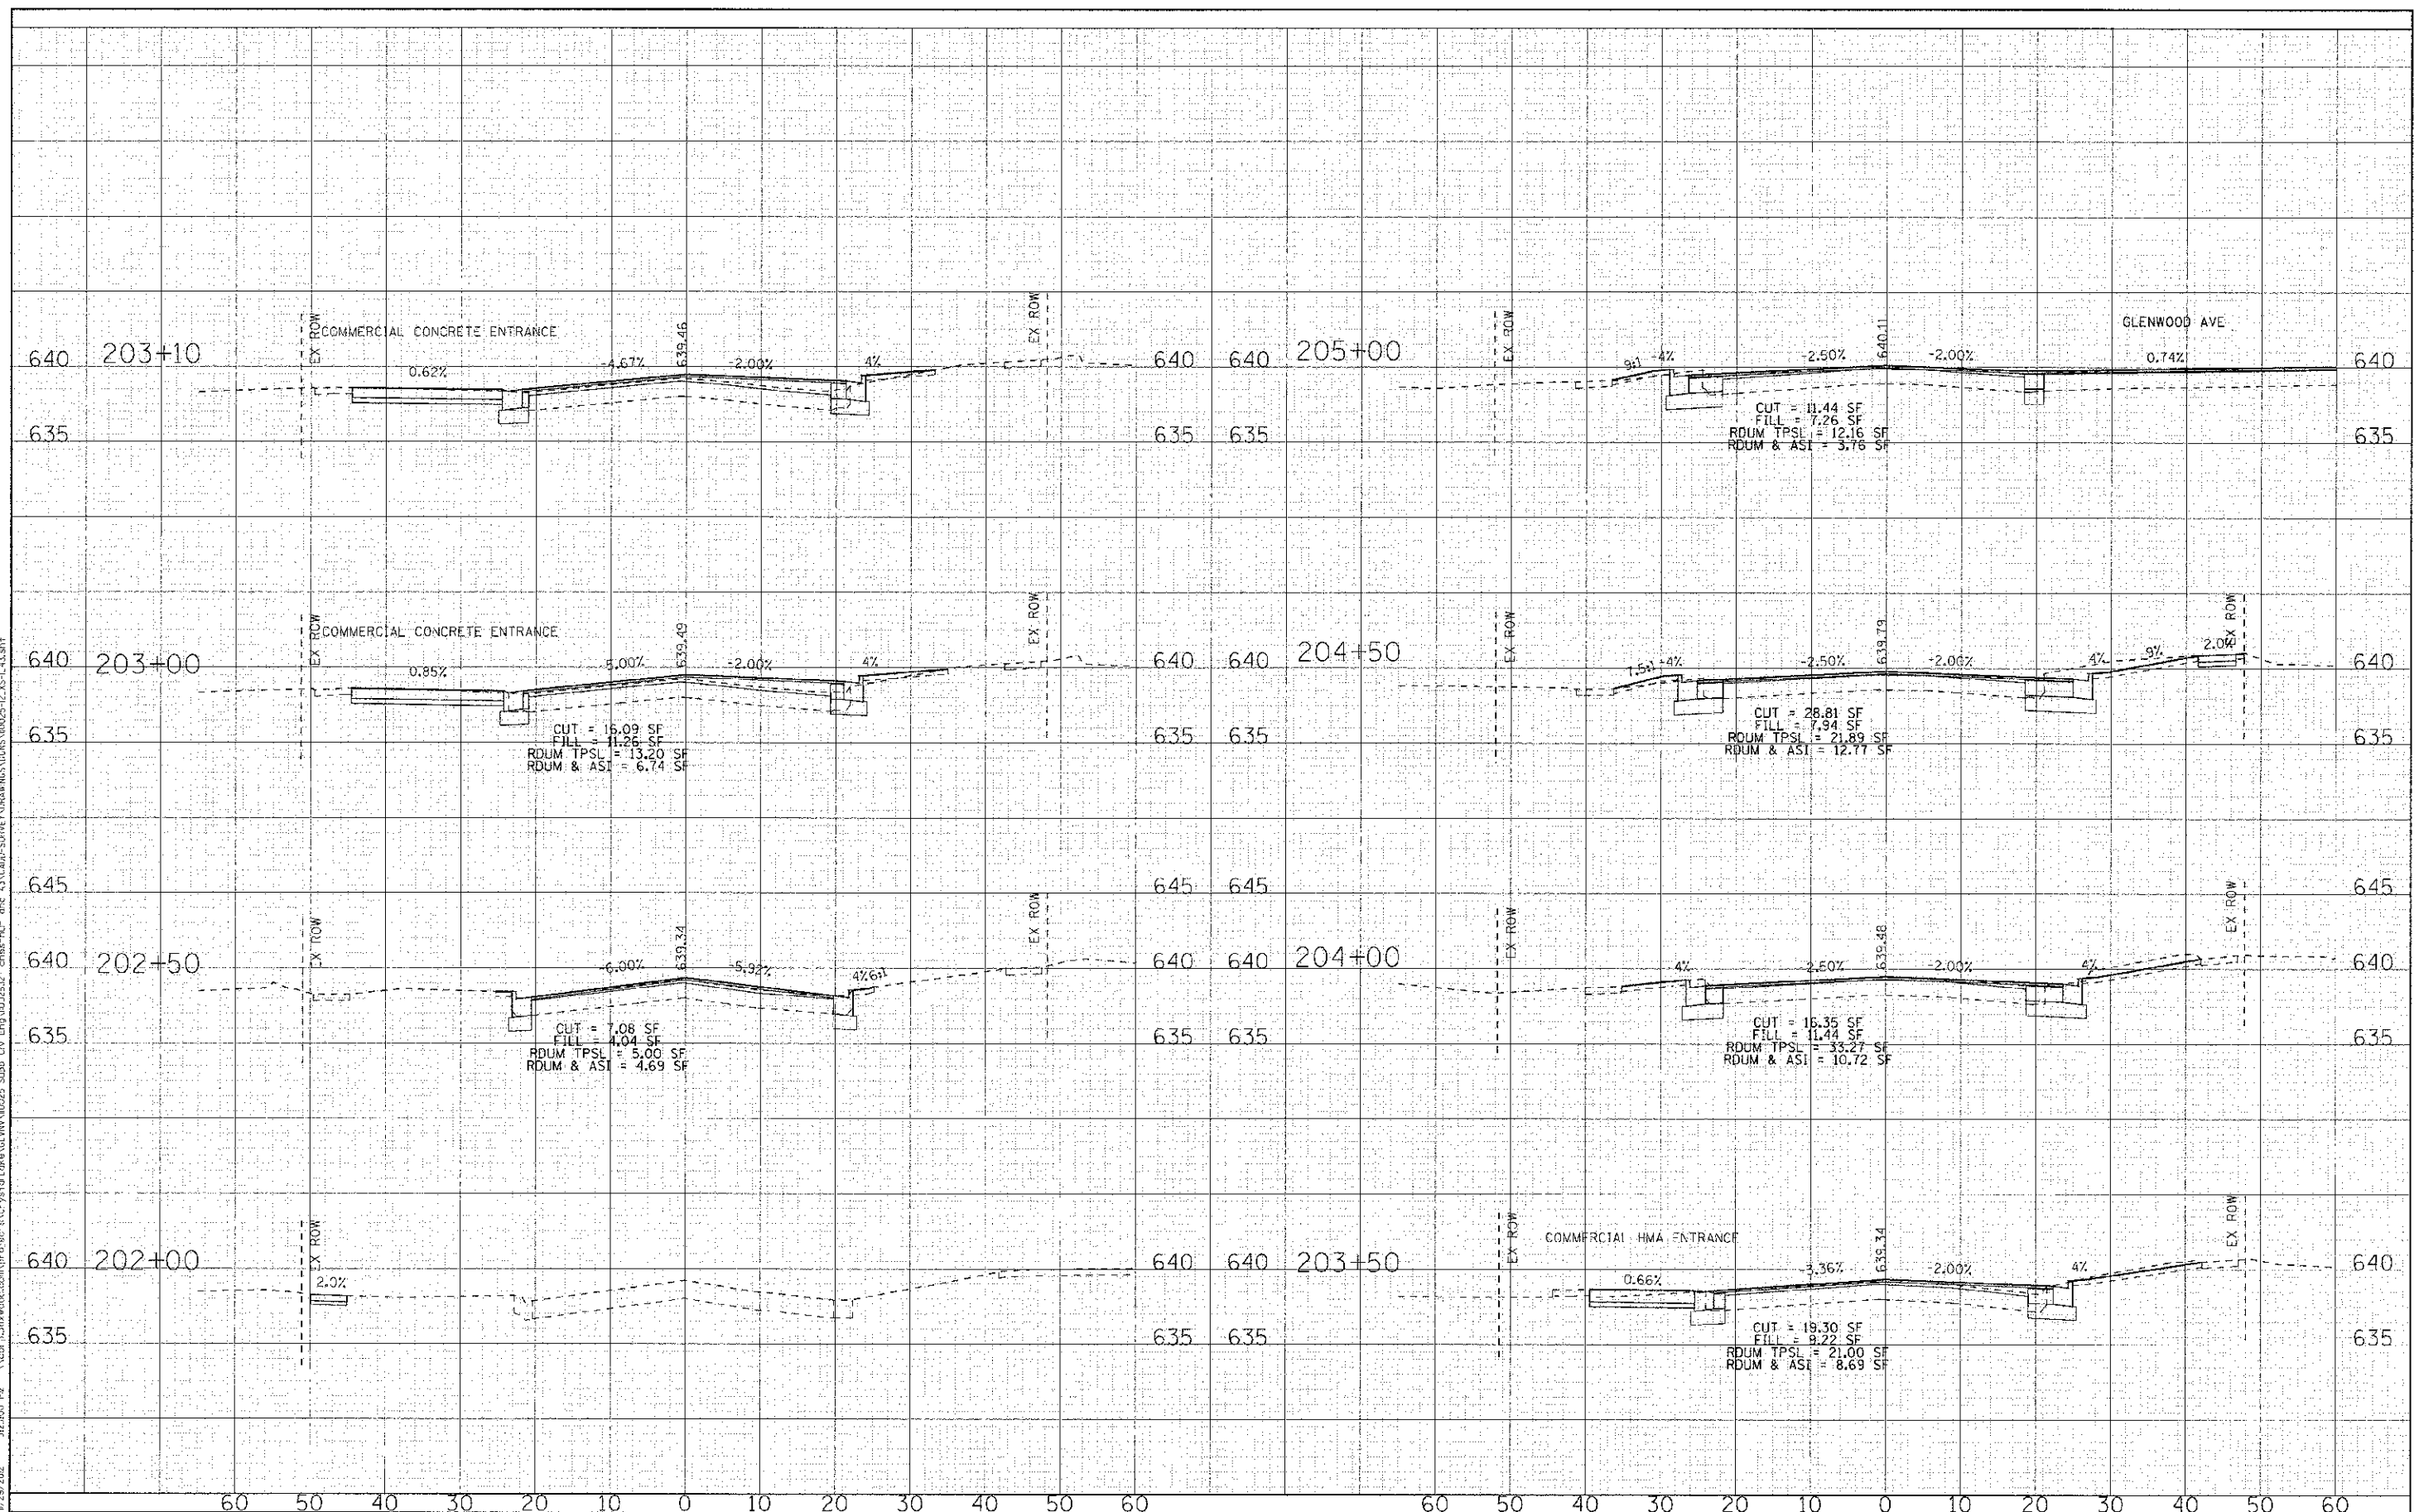 COMMERCIAL CONCRETE ENTRANCE
EX ROW
EX ROW
640 203+10 640
0.62% -4.67% 639.46 -2.00% 4%
635 635
COMMERCIAL CONCRETE ENTRANCE
EX ROW
EX ROW
640 203+00 640
0.85% 5.00% 639.49 -2.00% 4%
635 635
CUT = 16.09 SF
FILL = 11.26 SF
RDUM TPSL = 13.20 SF
RDUM & ASI = 6.74 SF
645 645
EX ROW
EX ROW
640 202+50 640
-6.00% 639.34 -5.92% 4% 6:1
635 635
CUT = 7.08 SF
FILL = 4.04 SF
RDUM TPSL = 5.00 SF
RDUM & ASI = 4.69 SF
EX ROW
640 202+00 640
2.0%
635 635
60 50 40 30 20 10 0 10 20 30 40 50 60
EX ROW
GLENWOOD AVE
640 205+00 640
9:1 -4% -2.50% 640.11 -2.00% 0.74%
635 635
CUT = 11.44 SF
FILL = 7.26 SF
RDUM TPSL = 12.16 SF
RDUM & ASI = 3.76 SF
EX ROW
EX ROW
640 204+50 640
7.5:1 -4% -2.50% 639.79 -2.00% 4% 9% 2.0%
635 635
CUT = 28.81 SF
FILL = 7.94 SF
RDUM TPSL = 21.89 SF
RDUM & ASI = 12.77 SF
645 645
EX ROW
EX ROW
640 204+00 640
4% 2.50% 639.48 -2.00% 4%
635 635
CUT = 16.35 SF
FILL = 11.44 SF
RDUM TPSL = 33.27 SF
RDUM & ASI = 10.72 SF
EX ROW
EX ROW
COMMERCIAL HMA ENTRANCE
640 203+50 640
0.66% -3.36% 639.34 2.00% 4%
635 635
CUT = 19.30 SF
FILL = 9.22 SF
RDUM TPSL = 21.00 SF
RDUM & ASI = 8.69 SF
60 50 40 30 20 10 0 10 20 30 40 50 60